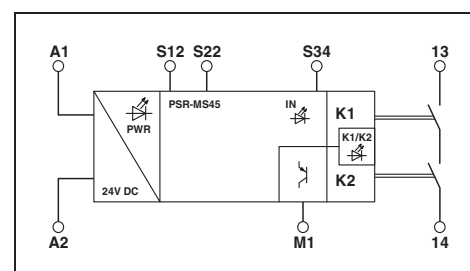 A1 S12 S22 S34 13
PSR-MS45 IN K1
PWR K1/K2
24V DC K2
A2 M1 14